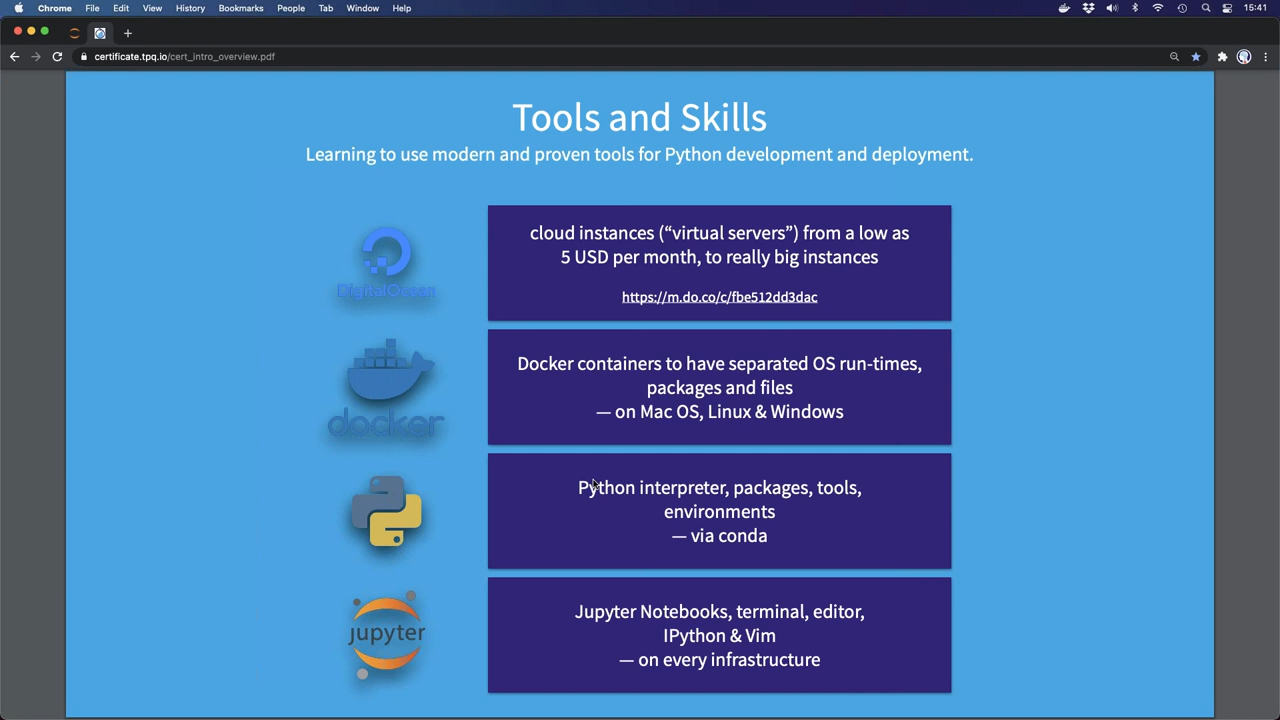 Chrome File Edit View History Bookmarks People Tab Window Help 15:41
certificate.tpq.io/cert_intro_overview.pdf
Tools and Skills
Learning to use modern and proven tools for Python development and deployment.
DigitalOcean
cloud instances (“virtual servers”) from a low as
5 USD per month, to really big instances
https://m.do.co/c/fbe512dd3dac
docker
Docker containers to have separated OS run-times,
packages and files
— on Mac OS, Linux & Windows
Python interpreter, packages, tools,
environments
— via conda
jupyter
Jupyter Notebooks, terminal, editor,
IPython & Vim
— on every infrastructure